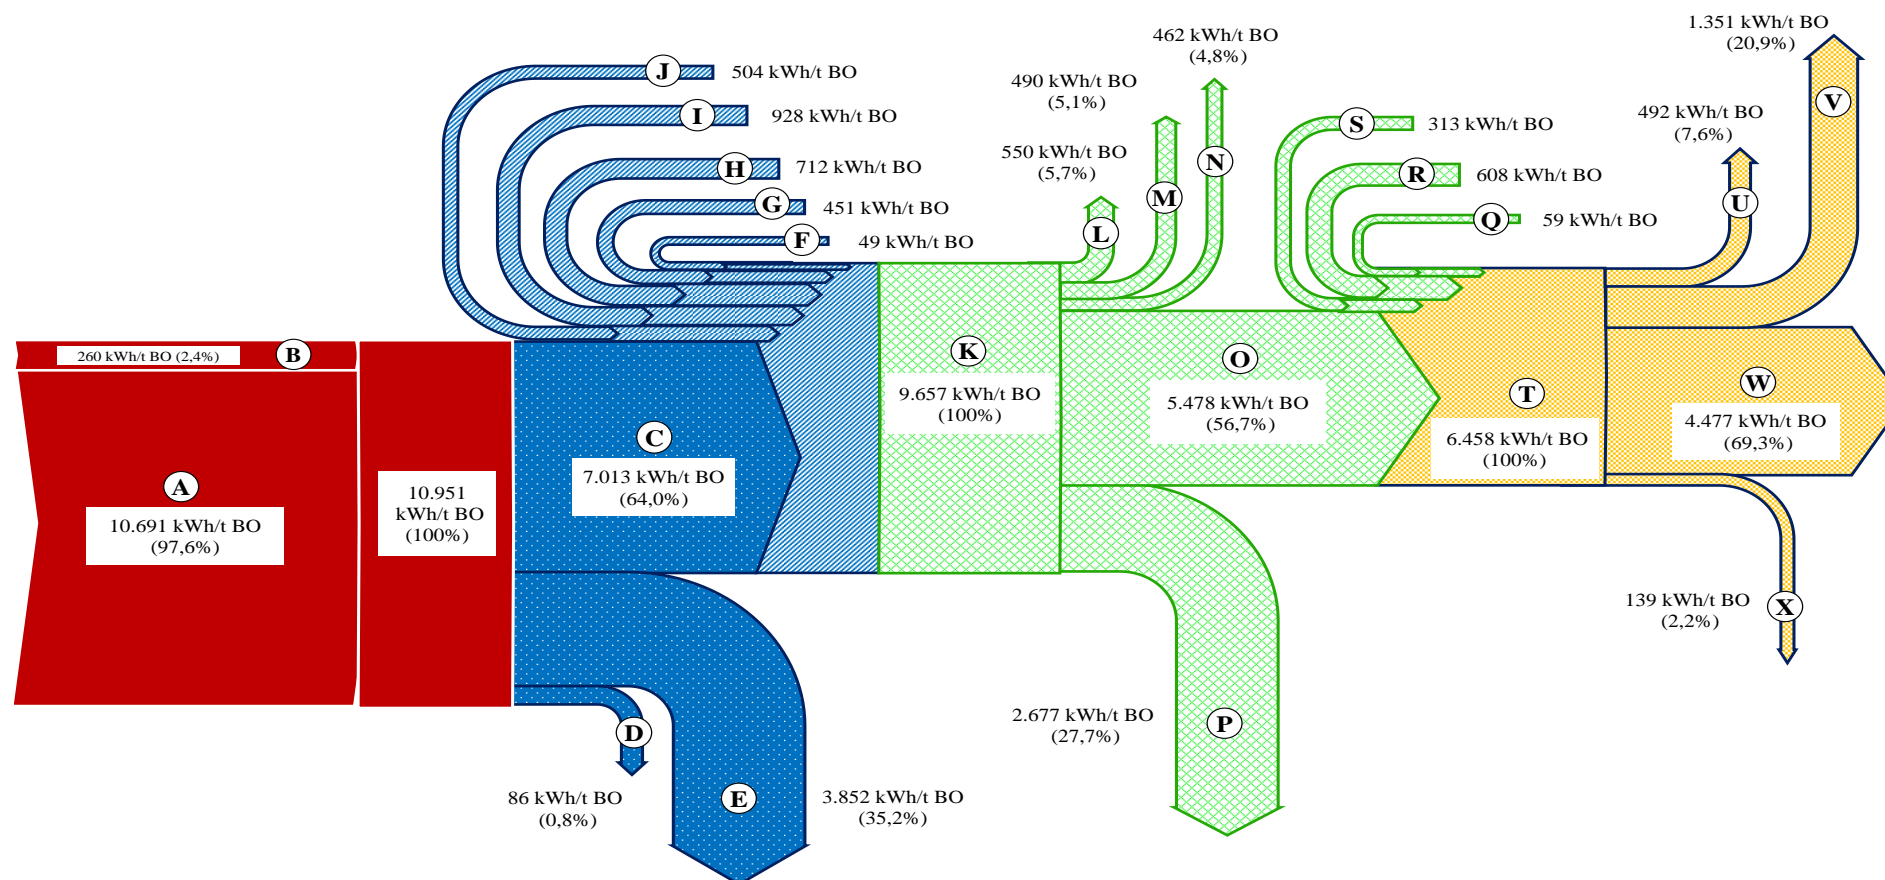 J
504 kWh/t BO
I
928 kWh/t BO
H
712 kWh/t BO
G
451 kWh/t BO
F
49 kWh/t BO
260 kWh/t BO (2,4%)
B
A
10.691 kWh/t BO
(97,6%)
10.951
kWh/t BO
(100%)
C
7.013 kWh/t BO
(64,0%)
D
86 kWh/t BO
(0,8%)
E
3.852 kWh/t BO
(35,2%)
K
9.657 kWh/t BO
(100%)
550 kWh/t BO
(5,7%)
L
490 kWh/t BO
(5,1%)
M
462 kWh/t BO
(4,8%)
N
O
5.478 kWh/t BO
(56,7%)
2.677 kWh/t BO
(27,7%)
P
S
313 kWh/t BO
R
608 kWh/t BO
Q
59 kWh/t BO
T
6.458 kWh/t BO
(100%)
492 kWh/t BO
(7,6%)
U
1.351 kWh/t BO
(20,9%)
V
W
4.477 kWh/t BO
(69,3%)
139 kWh/t BO
(2,2%)
X